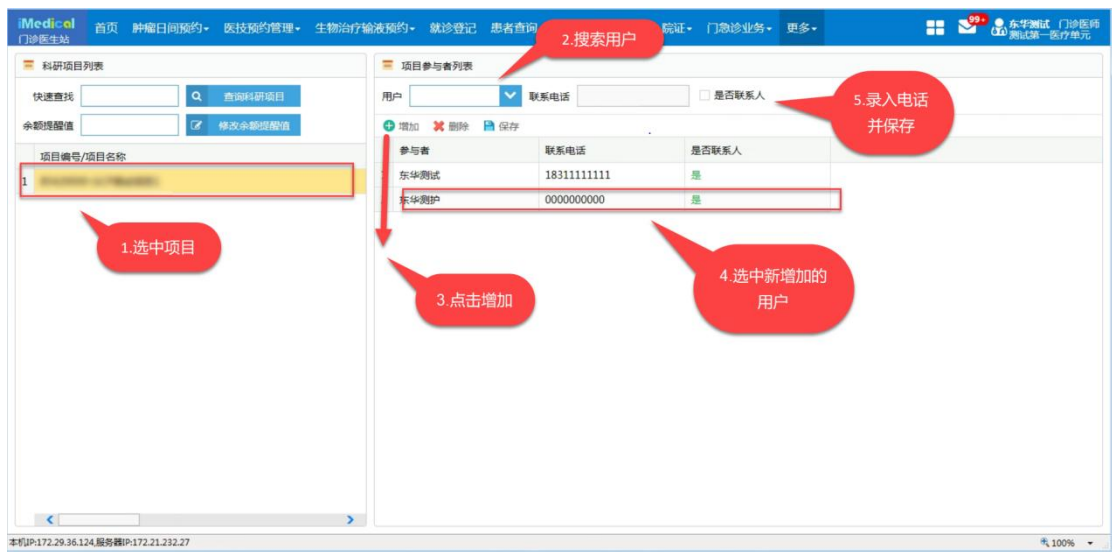 iMedical 首页 肿瘤日间预约 医技预约管理 生物治疗输液预约 就诊登记 患者查询 院证 门急诊业务 更多 99+ 东华测试 门诊医师
门诊医生站 测试第一医疗单元
2.搜索用户
科研项目列表
快速查找 查询科研项目
余额提醒值 修改余额提醒值
项目编号/项目名称
1
1.选中项目
项目参与者列表
用户 联系电话 是否联系人
5.录入电话
并保存
增加 删除 保存
参与者 联系电话 是否联系人
东华测试 18311111111 是
东华测护 0000000000 是
3.点击增加
4.选中新增加的
用户
本机IP:172.29.36.124,服务器IP:172.21.232.27 100%